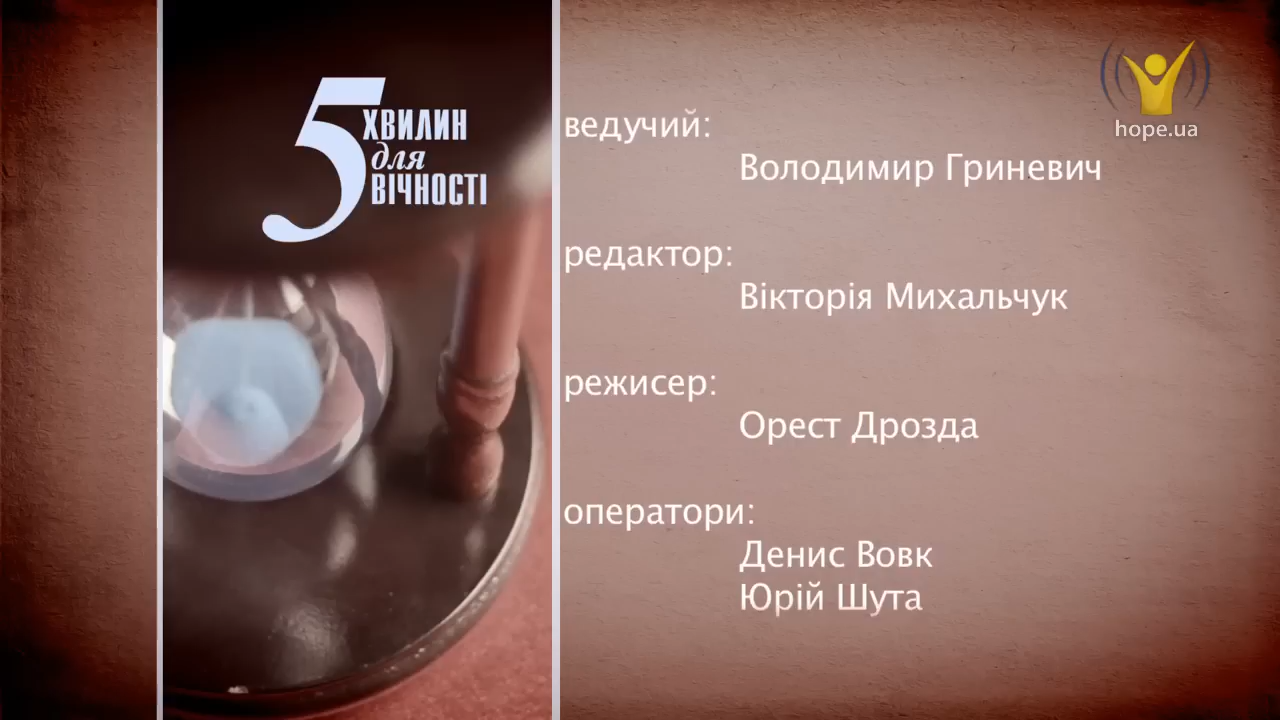 5 ХВИЛИН
для
ВІЧНОСТІ
hope.ua
ведучий:
Володимир Гриневич
редактор:
Вікторія Михальчук
режисер:
Орест Дрозда
оператори:
Денис Вовк
Юрій Шута